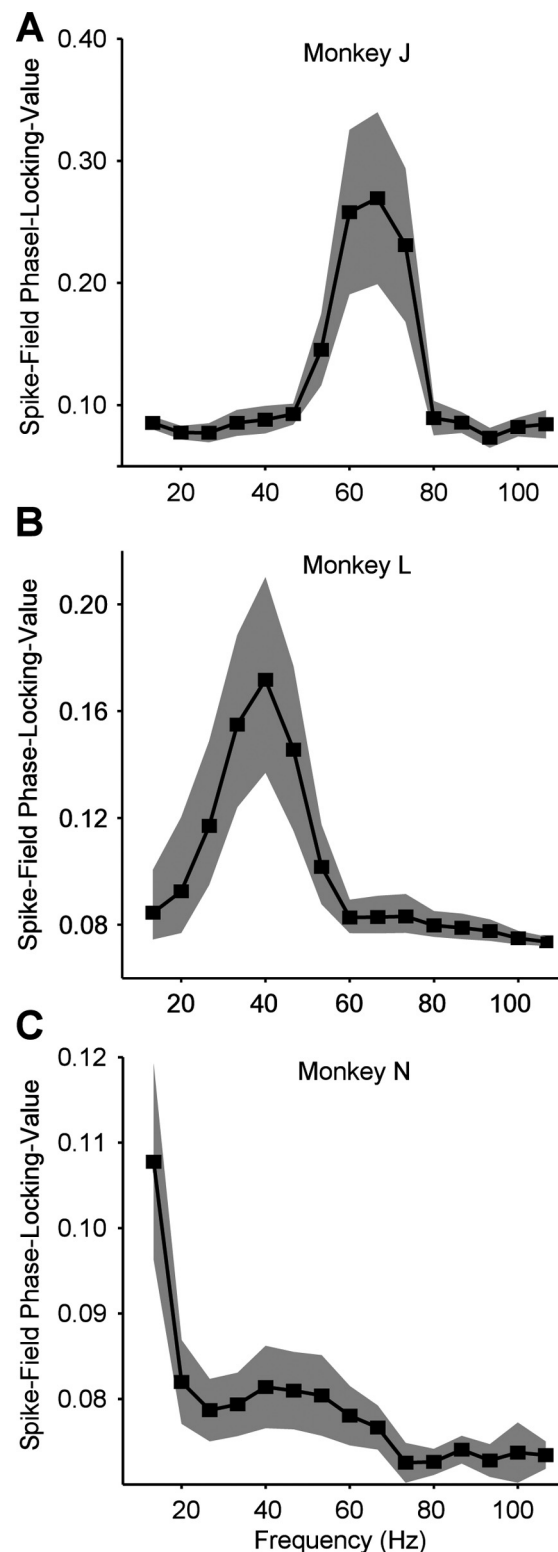 A
Monkey J
Spike-Field Phasel-Locking-Value
0.40
0.30
0.20
0.10
20 40 60 80 100
B
Monkey L
Spike-Field Phase-Locking-Value
0.20
0.16
0.12
0.08
20 40 60 80 100
C
Monkey N
Spike-Field Phase-Locking-Value
0.12
0.11
0.10
0.09
0.08
20 40 60 80 100
Frequency (Hz)